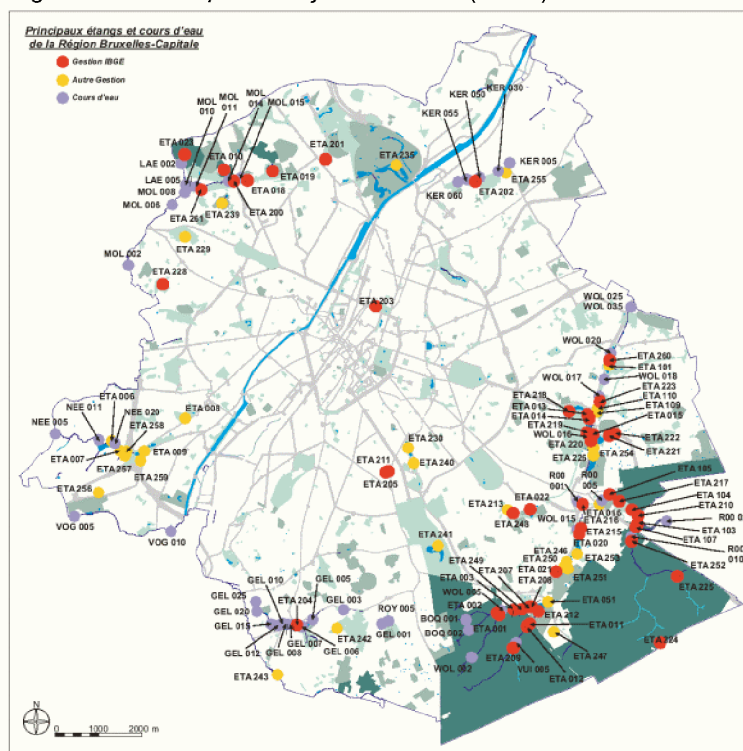 Principaux étangs et cours d'eau
de la Région Bruxelles-Capitale
Gestion IBGE
Autre Gestion
Cours d'eau
MOL
010
MOL
011
MOL
014
MOL 015
ETA 023
LAE 002
ETA 010
LAE 005
MOL 008
MOL 006
ETA 261
ETA 239
ETA 200
ETA 018
ETA 019
ETA 201
ETA 235
KER 055
KER 050
KER 030
KER 005
ETA 255
ETA 202
KER 060
ETA 229
MOL 002
ETA 228
ETA 203
WOL 025
WOL 035
WOL 020
ETA 260
ETA 101
WOL 018
WOL 017
ETA 223
ETA 110
ETA 109
ETA 015
ETA 218
ETA 013
ETA 014
ETA 219
WOL 016
ETA 220
ETA 222
ETA 221
ETA 225
ETA 254
NEE 005
NEE 011
ETA 006
NEE 020
ETA 258
ETA 008
ETA 007
ETA 257
ETA 009
ETA 259
ETA 256
VOG 005
VOG 010
ETA 230
ETA 240
ETA 211
ETA 205
ETA 241
ETA 213
ETA 022
ETA 248
R00
001
R00
005
WOL 015
ETA 016
ETA 216
ETA 215
ETA 020
ETA 105
ETA 217
ETA 104
ETA 210
R00 0
ETA 103
ETA 107
R00
010
ETA 252
ETA 225
ETA 224
ETA 246
ETA 250
ETA 021
ETA 253
ETA 251
ETA 249
ETA 207
ETA 003
ETA 208
WOL 005
ETA 002
BOQ 001
BOQ 002
ETA 001
ETA 051
ETA 212
ETA 011
ETA 247
WOL 002
ETA 209
VUI 005
ETA 012
GEL 025
GEL 020
GEL 015
GEL 012
GEL 010
GEL 008
ETA 204
GEL 005
GEL 007
GEL 006
GEL 003
ETA 242
ROY 005
GEL 001
ETA 243
N
0 1000 2000 m